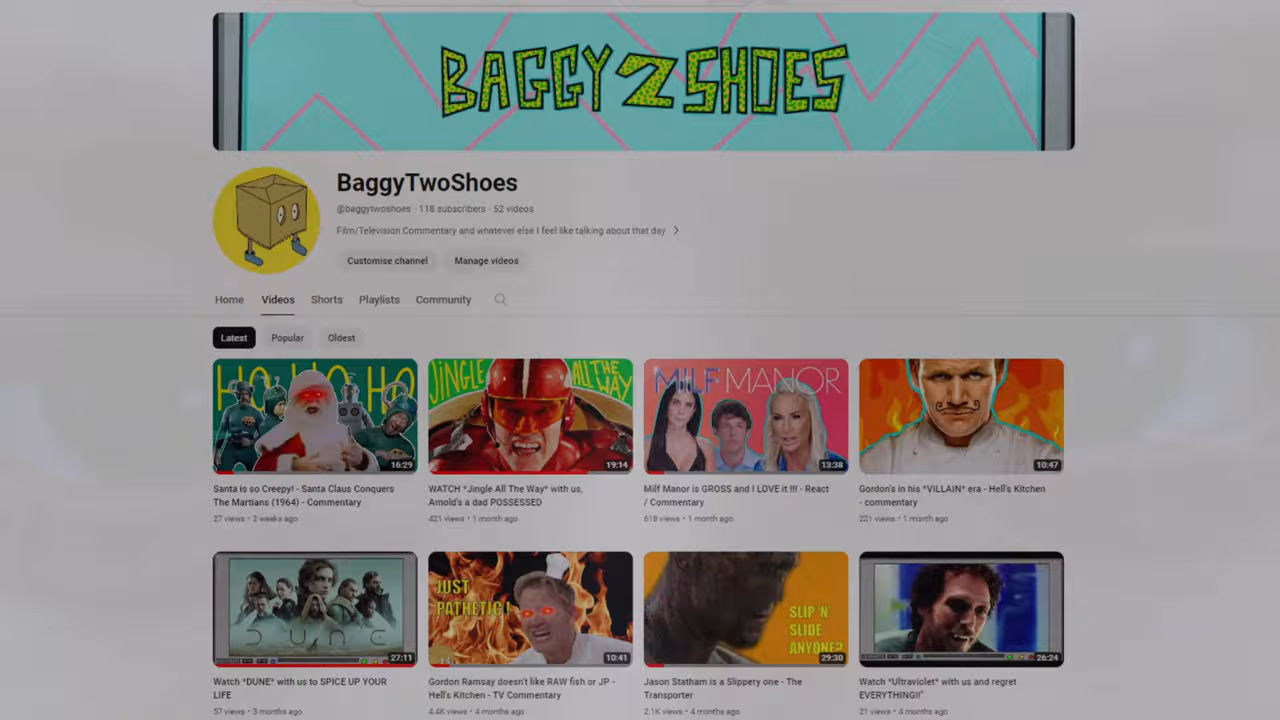 BAGGY2SHOES
BaggyTwoShoes
@baggytwoshoes · 118 subscribers · 52 videos
Film/Television Commentary and whatever else I feel like talking about that day
Customise channel Manage videos
Home Videos Shorts Playlists Community
Latest Popular Oldest
HO HO HO
16:29
JINGLE ALL THE WAY
19:14
MILF MANOR
13:38
10:47
Santa is so Creepy! - Santa Claus Conquers
The Martians (1964) - Commentary
27 views • 2 weeks ago
WATCH *Jingle All The Way* with us,
Arnold's a dad POSSESSED
421 views • 1 month ago
Milf Manor is GROSS and I LOVE it !!! - React
/ Commentary
618 views • 1 month ago
Gordon's in his *VILLAIN* era - Hell's Kitchen
- commentary
221 views • 1 month ago
DUNE
27:11
JUST
PATHETIC!
10:41
SLIP 'N'
SLIDE
ANYONE?
29:30
26:24
Watch *DUNE* with us to SPICE UP YOUR
LIFE
57 views • 3 months ago
Gordon Ramsay doesn't like RAW fish or JP -
Hell's Kitchen - TV Commentary
4.4K views • 4 months ago
Jason Statham is a Slippery one - The
Transporter
2.1K views • 4 months ago
Watch *Ultraviolet* with us and regret
EVERYTHING!!"
21 views • 4 months ago